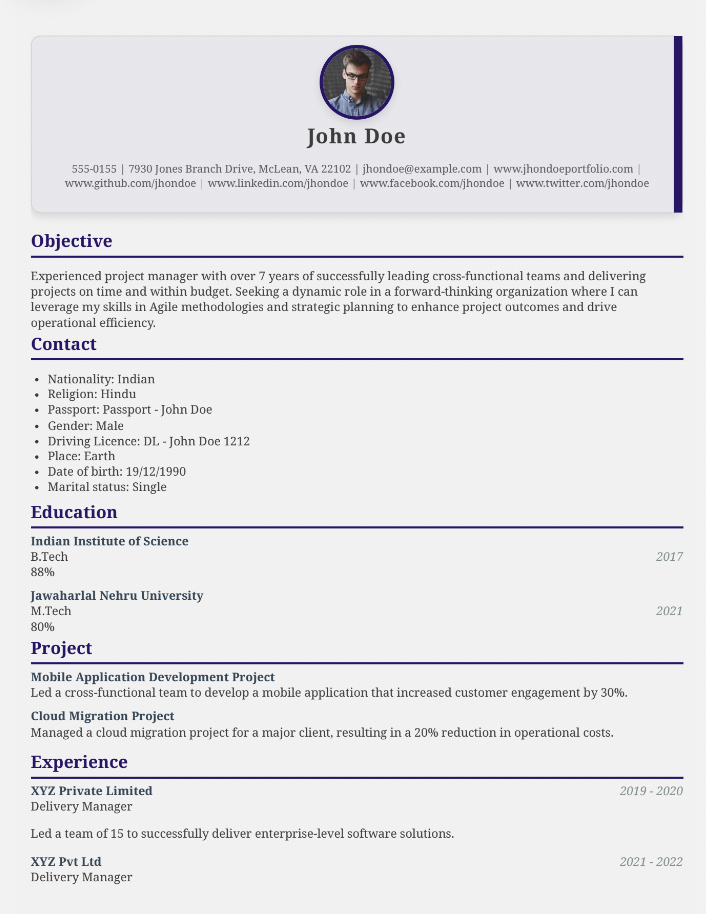 John Doe
555-0155 | 7930 Jones Branch Drive, McLean, VA 22102 | jhondoe@example.com | www.jhondoeportfolio.com |
www.github.com/jhondoe | www.linkedin.com/jhondoe | www.facebook.com/jhondoe | www.twitter.com/jhondoe
Objective
Experienced project manager with over 7 years of successfully leading cross-functional teams and delivering
projects on time and within budget. Seeking a dynamic role in a forward-thinking organization where I can
leverage my skills in Agile methodologies and strategic planning to enhance project outcomes and drive
operational efficiency.
Contact
• Nationality: Indian
• Religion: Hindu
• Passport: Passport - John Doe
• Gender: Male
• Driving Licence: DL - John Doe 1212
• Place: Earth
• Date of birth: 19/12/1990
• Marital status: Single
Education
Indian Institute of Science
B.Tech 2017
88%
Jawaharlal Nehru University
M.Tech 2021
80%
Project
Mobile Application Development Project
Led a cross-functional team to develop a mobile application that increased customer engagement by 30%.
Cloud Migration Project
Managed a cloud migration project for a major client, resulting in a 20% reduction in operational costs.
Experience
XYZ Private Limited 2019 - 2020
Delivery Manager
Led a team of 15 to successfully deliver enterprise-level software solutions.
XYZ Pvt Ltd 2021 - 2022
Delivery Manager